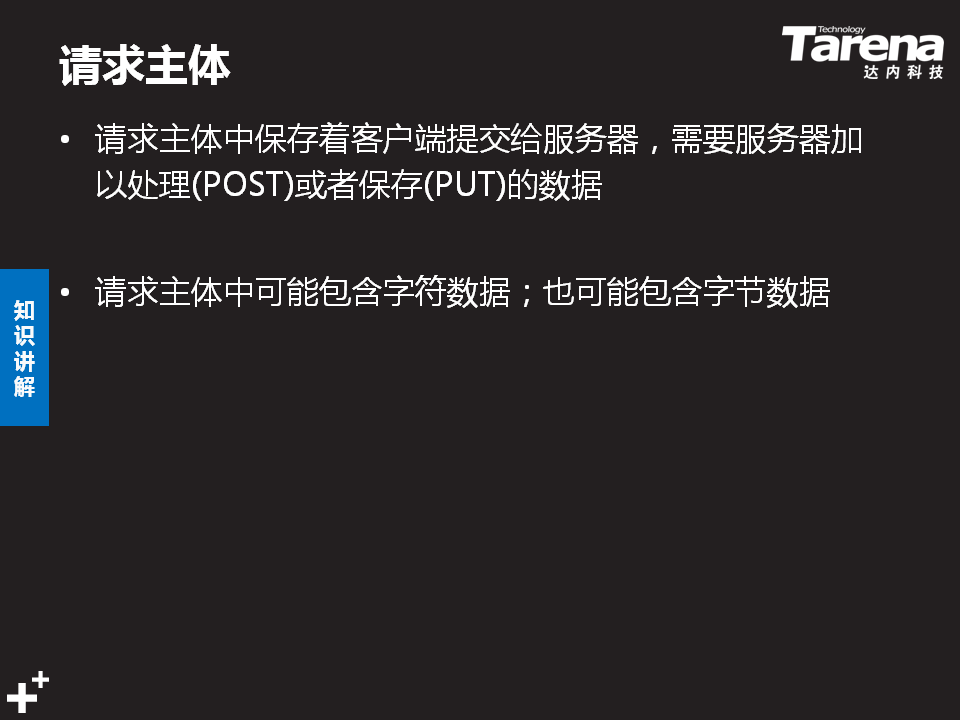 请求主体
Technology
Tarena
达内科技
• 请求主体中保存着客户端提交给服务器，需要服务器加
以处理(POST)或者保存(PUT)的数据
• 请求主体中可能包含字符数据；也可能包含字节数据
知
识
讲
解